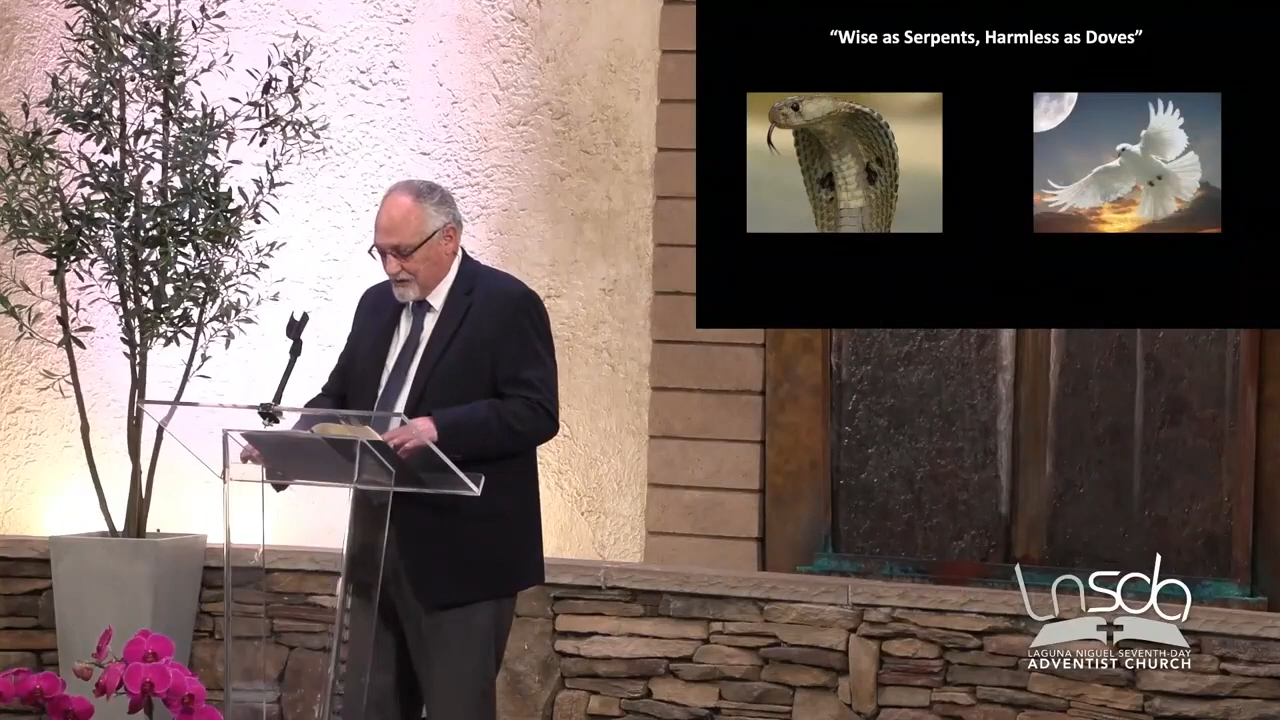 “Wise as Serpents, Harmless as Doves”
Lnsda
LAGUNA NIGUEL SEVENTH-DAY
ADVENTIST CHURCH